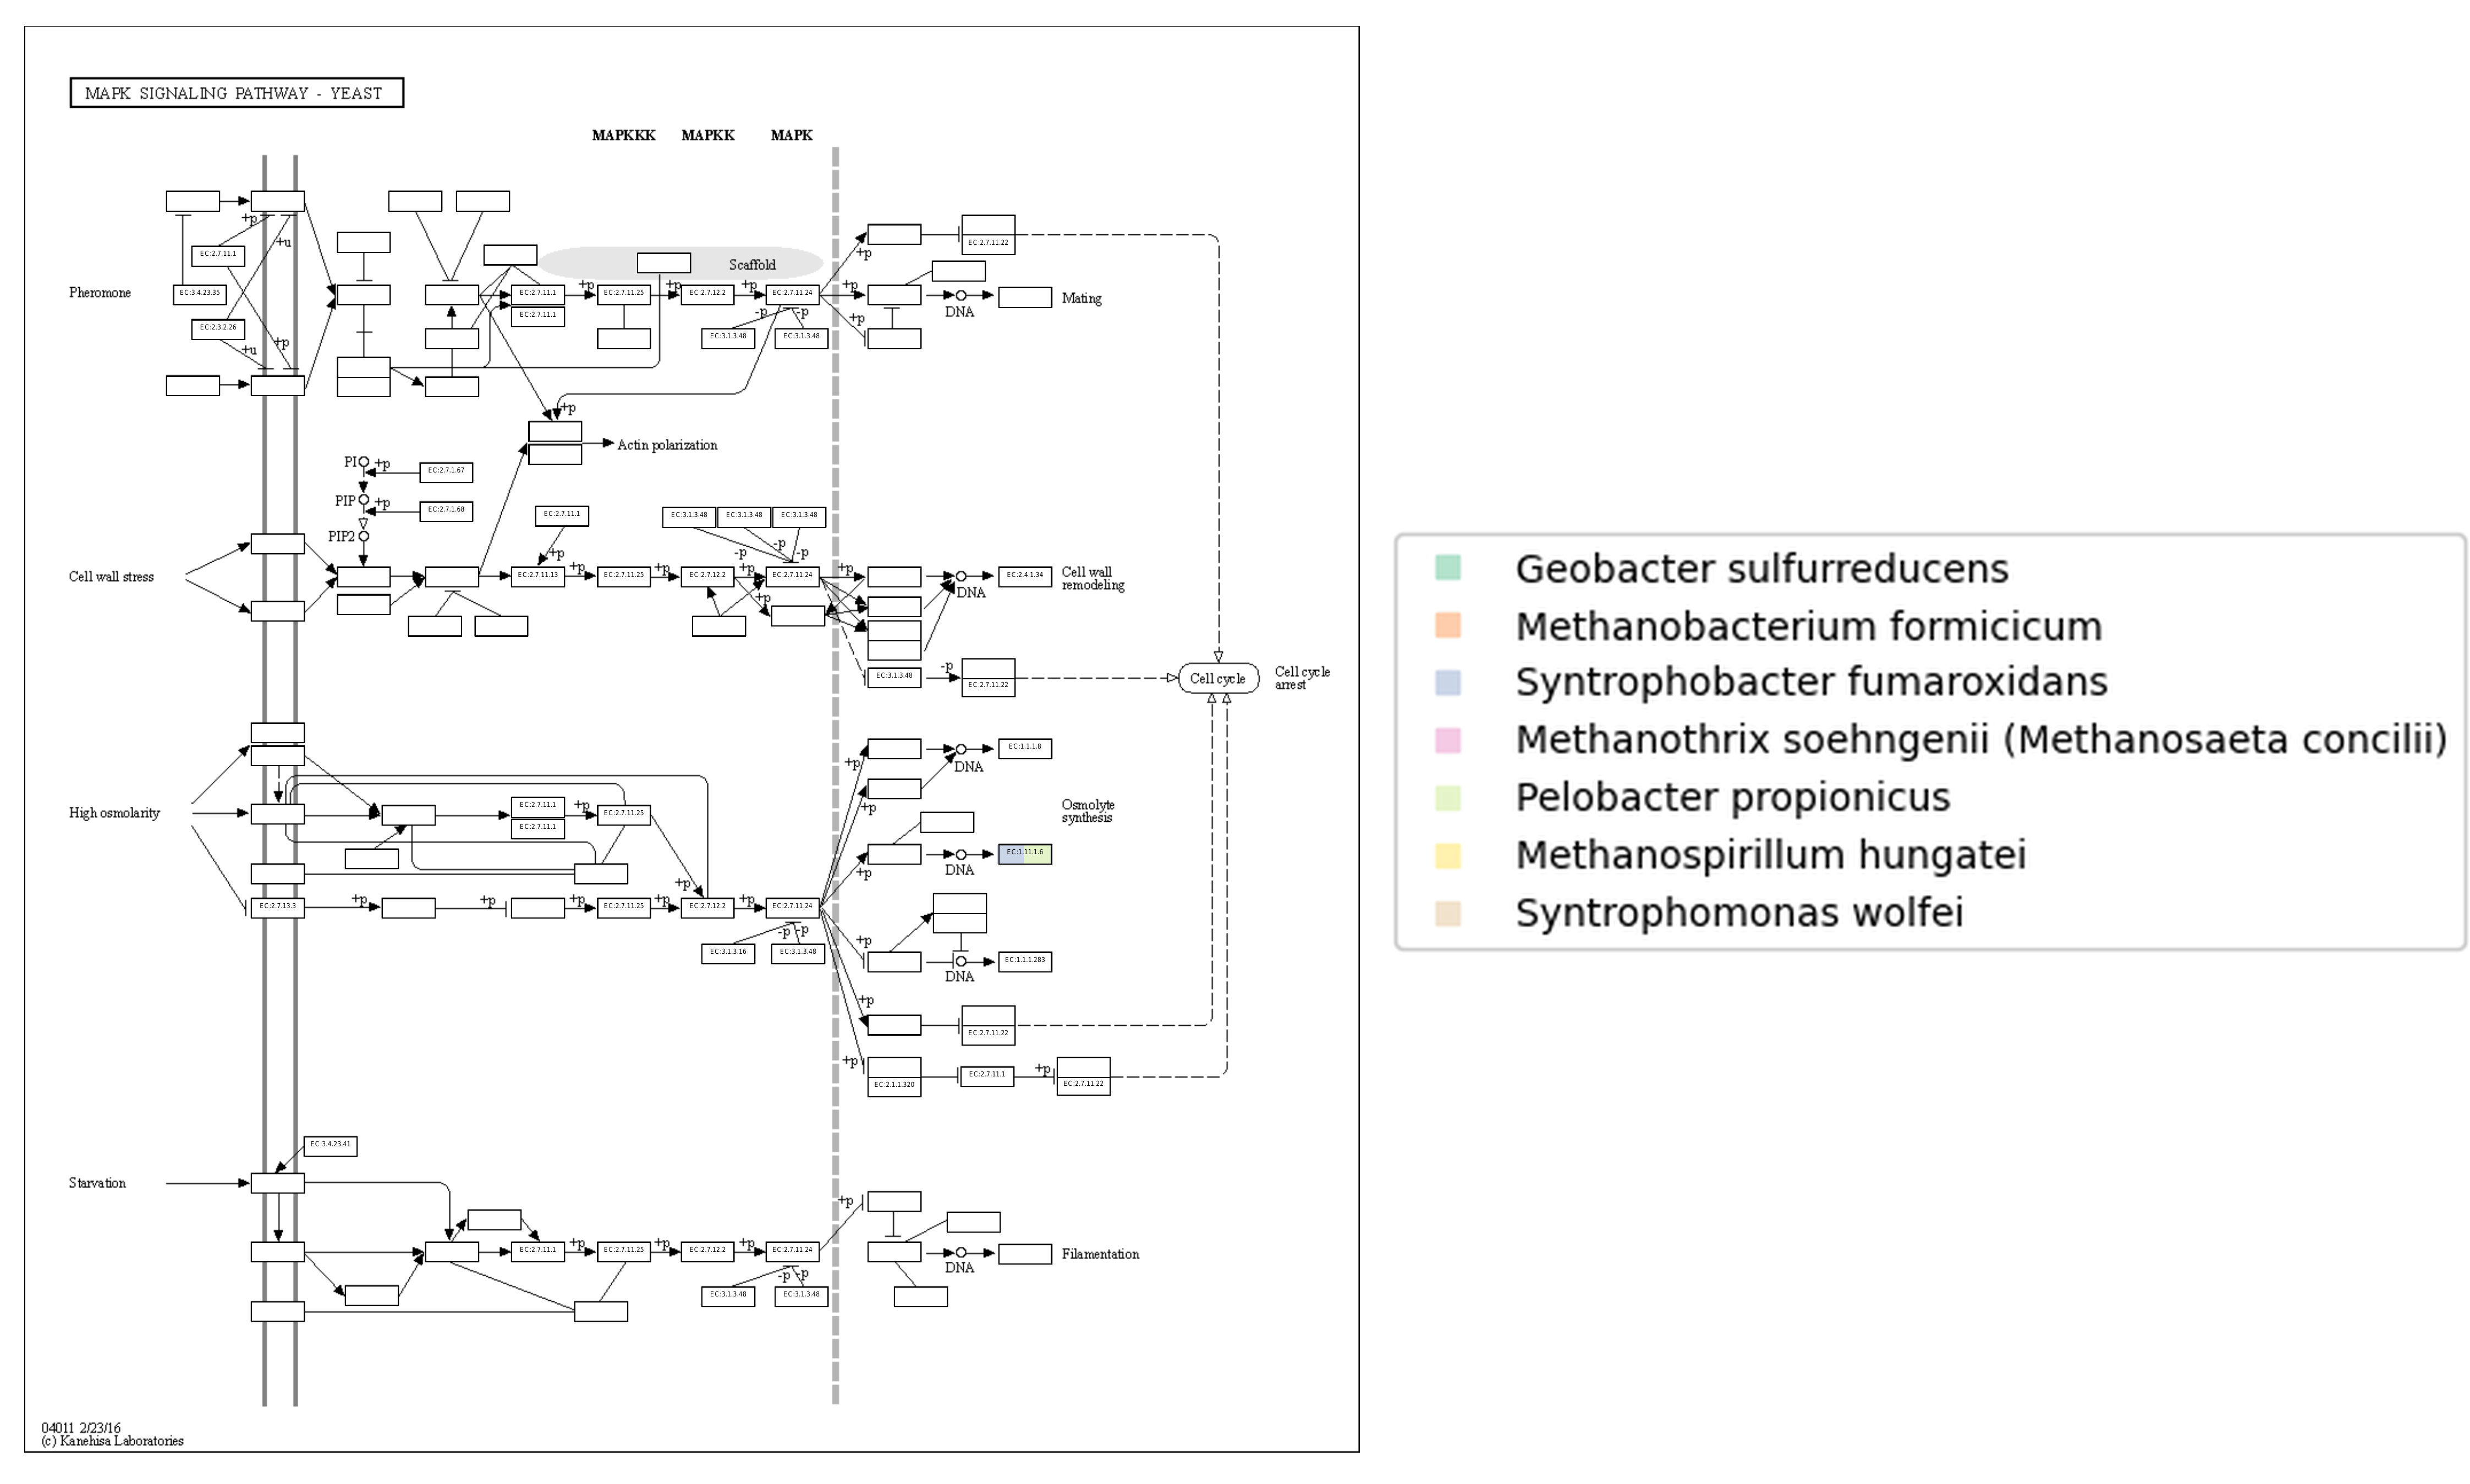 MAPK SIGNALING PATHWAY - YEAST
MAPKKK MAPKK MAPK
+p
+u
EC:2.7.11.1
EC:2.7.11.22
+p
Scaffold
Pheromone
EC:3.4.23.35
EC:2.7.11.1
+p
EC:2.7.11.25
+p
EC:2.7.12.2
+p
EC:2.7.11.24
+p
DNA
Mating
EC:2.7.11.1
-p
-p
+p
EC:2.3.2.26
EC:3.1.3.48
EC:3.1.3.48
+u
+p
+p
Actin polarization
PI
+p
EC:2.7.1.67
PIP
+p
EC:2.7.1.68
PIP2
EC:2.7.11.1
EC:3.1.3.48
EC:3.1.3.48
EC:3.1.3.48
+p
-p
-p
-p
Cell wall stress
EC:2.7.11.13
+p
EC:2.7.11.25
+p
EC:2.7.12.2
EC:2.7.11.24
+p
DNA
EC:2.4.1.34
Cell wall
remodeling
+p
EC:3.1.3.48
-p
EC:2.7.11.22
Cell cycle
Cell cycle
arrest
+p
DNA
EC:1.1.1.8
+p
High osmolarity
EC:2.7.11.1
EC:2.7.11.1
+p
EC:2.7.11.25
Osmolyte
synthesis
+p
DNA
EC:1.11.1.6
+p
EC:2.7.13.3
+p
+p
+p
EC:2.7.11.25
+p
EC:2.7.12.2
+p
EC:2.7.11.24
-p
-p
EC:3.1.3.16
EC:3.1.3.48
+p
DNA
EC:1.1.1.283
+p
EC:2.7.11.22
+p
EC:2.1.1.320
EC:2.7.11.1
+p
EC:2.7.11.22
EC:3.4.23.41
Starvation
+p
EC:2.7.11.1
+p
EC:2.7.11.25
+p
EC:2.7.12.2
+p
EC:2.7.11.24
-p
-p
EC:3.1.3.48
EC:3.1.3.48
DNA
Filamentation
04011 2/23/16
(c) Kanehisa Laboratories
Geobacter sulfurreducens
Methanobacterium formicicum
Syntrophobacter fumaroxidans
Methanothrix soehngenii (Methanosaeta concilii)
Pelobacter propionicus
Methanospirillum hungatei
Syntrophomonas wolfei